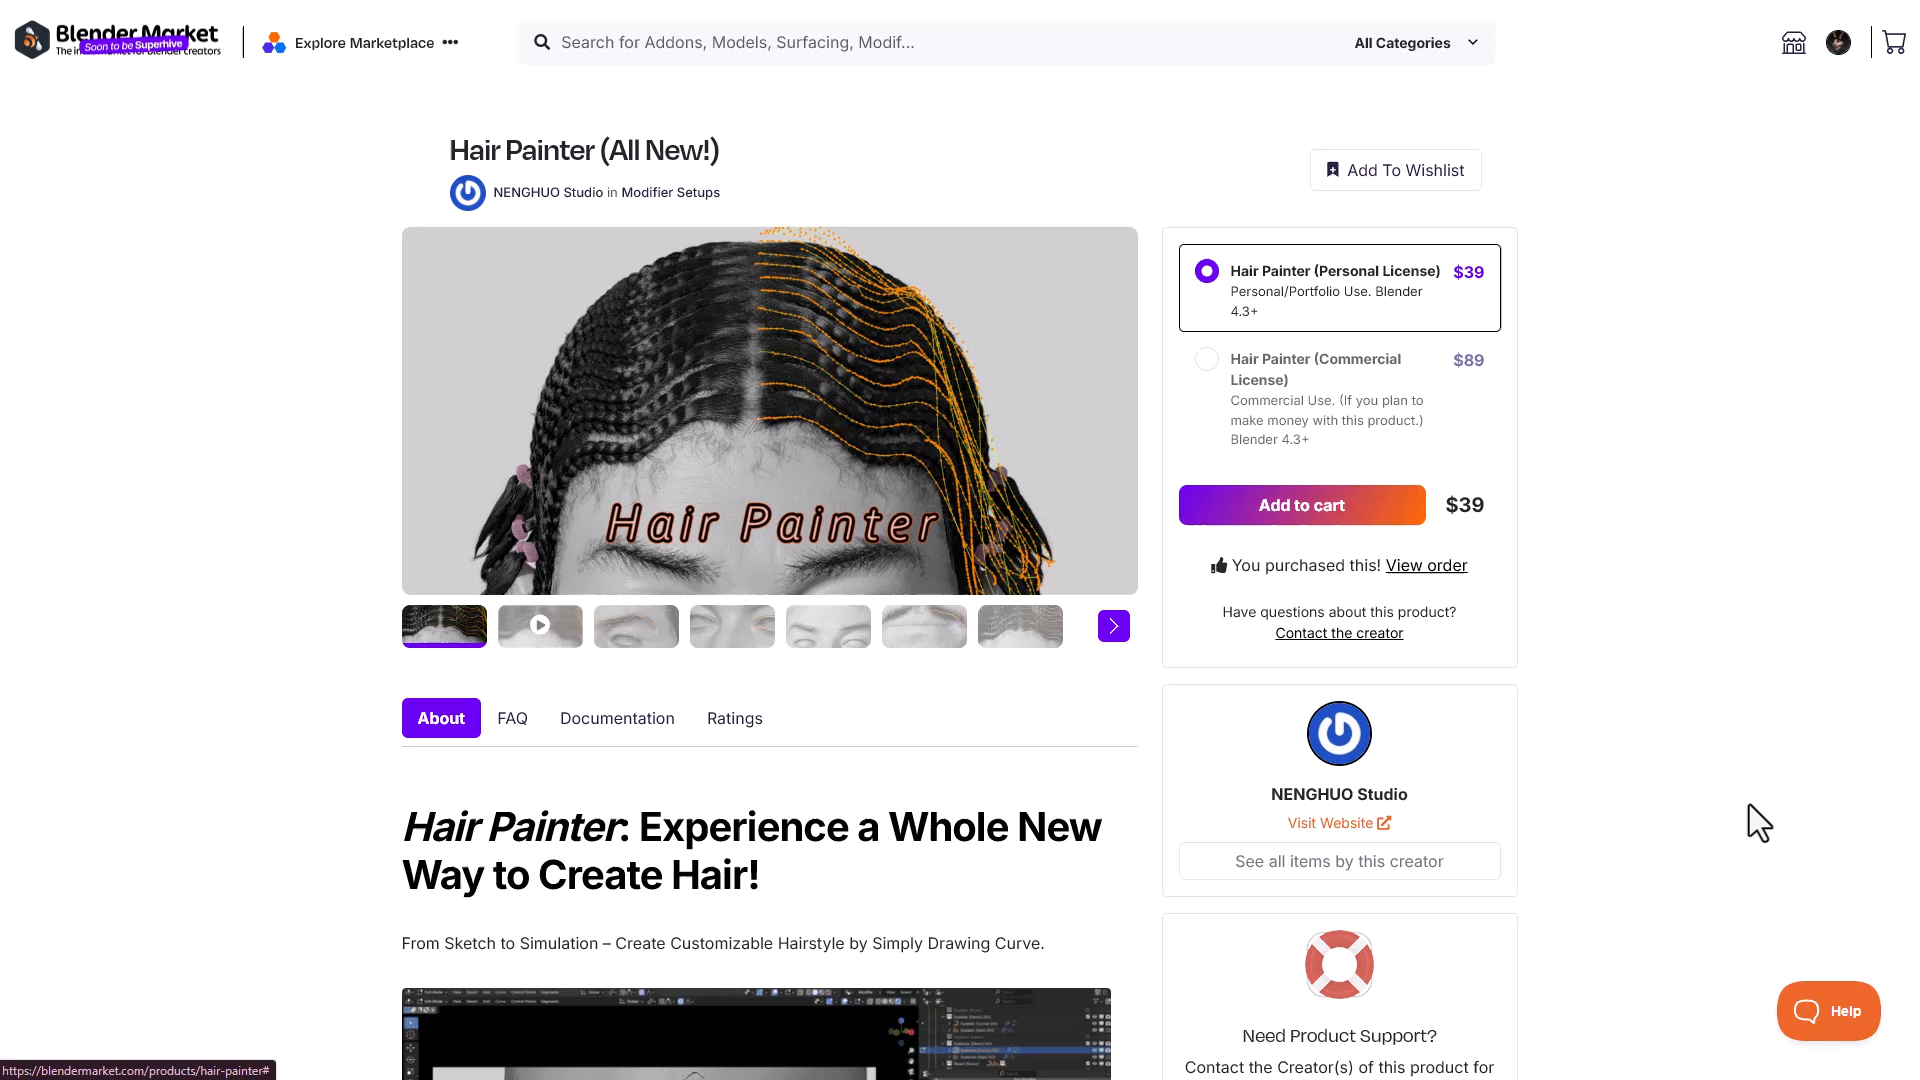 Blender Market
Soon to be Superhive
Explore Marketplace •••
Search for Addons, Models, Surfacing, Modif...
All Categories
Hair Painter (All New!)
NENGHUO Studio in Modifier Setups
Add To Wishlist
Hair Painter
Hair Painter (Personal License) $39
Personal/Portfolio Use. Blender
4.3+
Hair Painter (Commercial $89
License)
Commercial Use. (If you plan to
make money with this product.)
Blender 4.3+
Add to cart $39
You purchased this! View order
Have questions about this product?
Contact the creator
About FAQ Documentation Ratings
NENGHUO Studio
Visit Website
See all items by this creator
Hair Painter: Experience a Whole New
Way to Create Hair!
From Sketch to Simulation – Create Customizable Hairstyle by Simply Drawing Curve.
Need Product Support?
Contact the Creator(s) of this product for
Help
https://blendermarket.com/products/hair-painter#